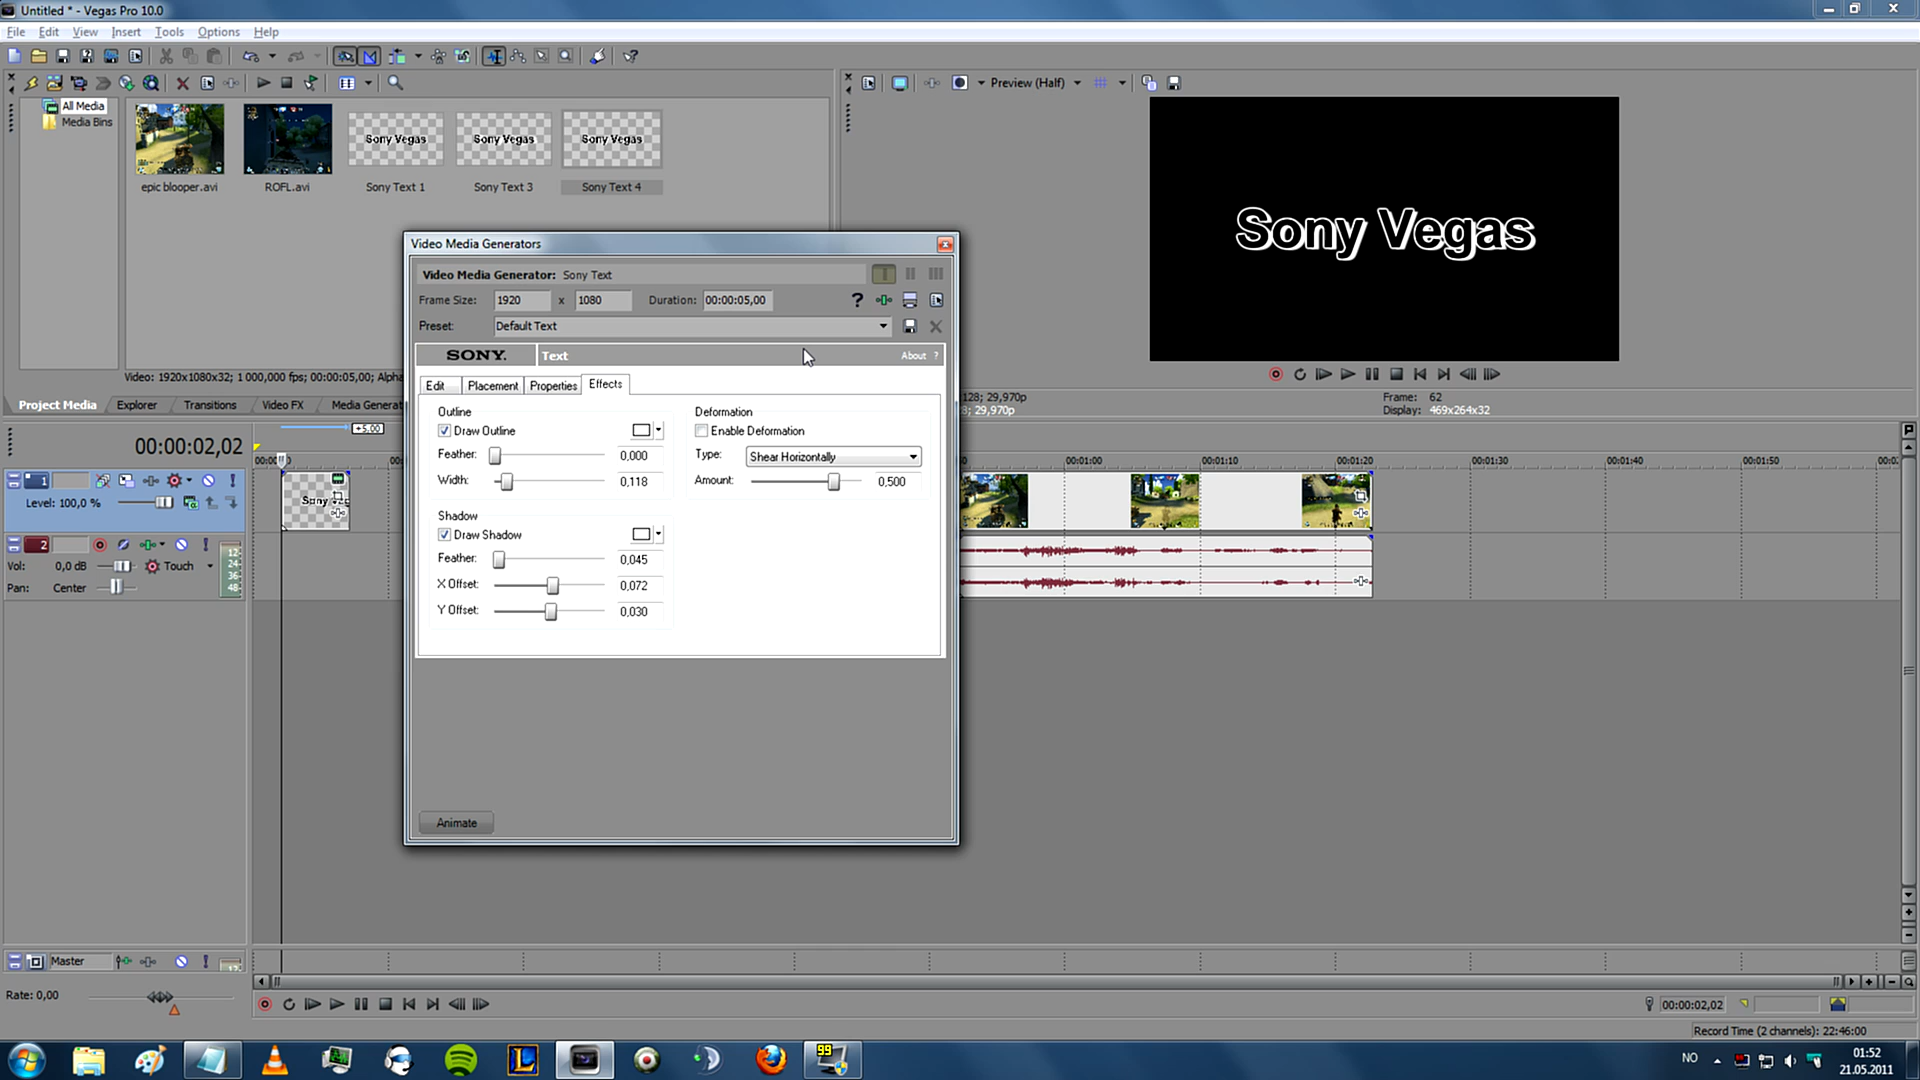 Untitled * - Vegas Pro 10.0
File Edit View Insert Tools Options Help
Preview (Half)
All Media
Media Bins
Sony Vegas
Sony Vegas
Sony Vegas
epic blooper.avi
ROFL.avi
Sony Text 1
Sony Text 3
Sony Text 4
Sony Vegas
Video: 1920x1080x32; 1 000,000 fps; 00:00:05,00; Alpha
Project Media Explorer Transitions Video FX Media Generat
128; 29,970p
8; 29,970p
Frame: 62
Display: 469x264x32
Video Media Generators
Video Media Generator: Sony Text
Frame Size: 1920 x 1080 Duration: 00:00:05,00
Preset: Default Text
SONY. Text About ?
Edit Placement Properties Effects
Outline
Draw Outline
Feather: 0,000
Width: 0,118
Shadow
Draw Shadow
Feather: 0,045
X Offset: 0,072
Y Offset: 0,030
Deformation
Enable Deformation
Type: Shear Horizontally
Amount: 0,500
Animate
00:00:02,02
+5.00
00:01:00 00:01:10 00:01:20 00:01:30 00:01:40 00:01:50
1
Level: 100,0 %
2
Vol: 0,0 dB Touch
Pan: Center
12
24
36
48
Master
Rate: 0,00
00:00:02,02
Record Time (2 channels): 22:46:00
99
NO
01:52
21.05.2011